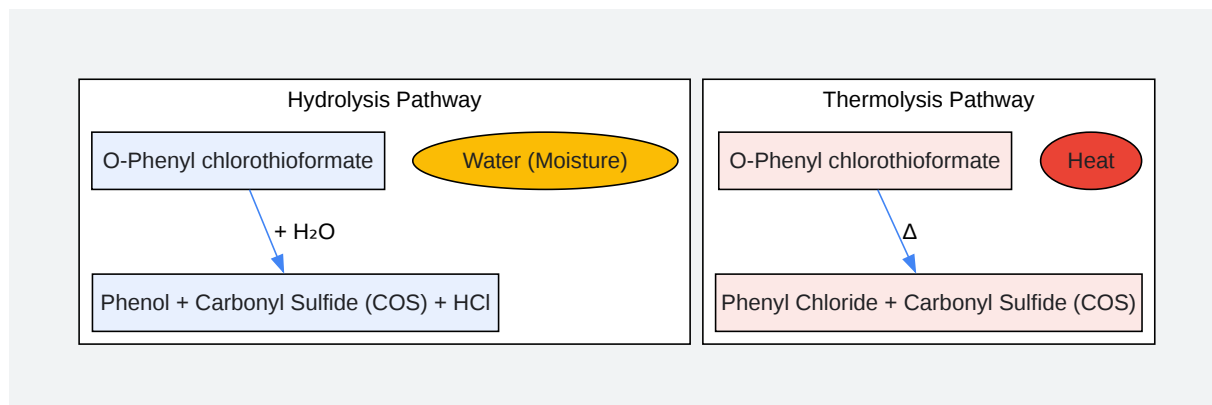 Hydrolysis Pathway
O-Phenyl chlorothioformate
Water (Moisture)
+ H₂O
Phenol + Carbonyl Sulfide (COS) + HCl
Thermolysis Pathway
O-Phenyl chlorothioformate
Heat
Δ
Phenyl Chloride + Carbonyl Sulfide (COS)